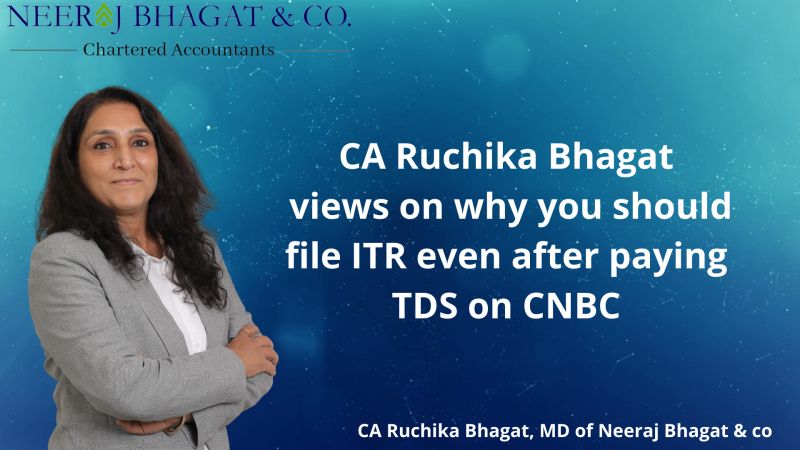 NEERAJ BHAGAT & CO.
Chartered Accountants
CA Ruchika Bhagat
views on why you should
file ITR even after paying
TDS on CNBC
CA Ruchika Bhagat, MD of Neeraj Bhagat & co